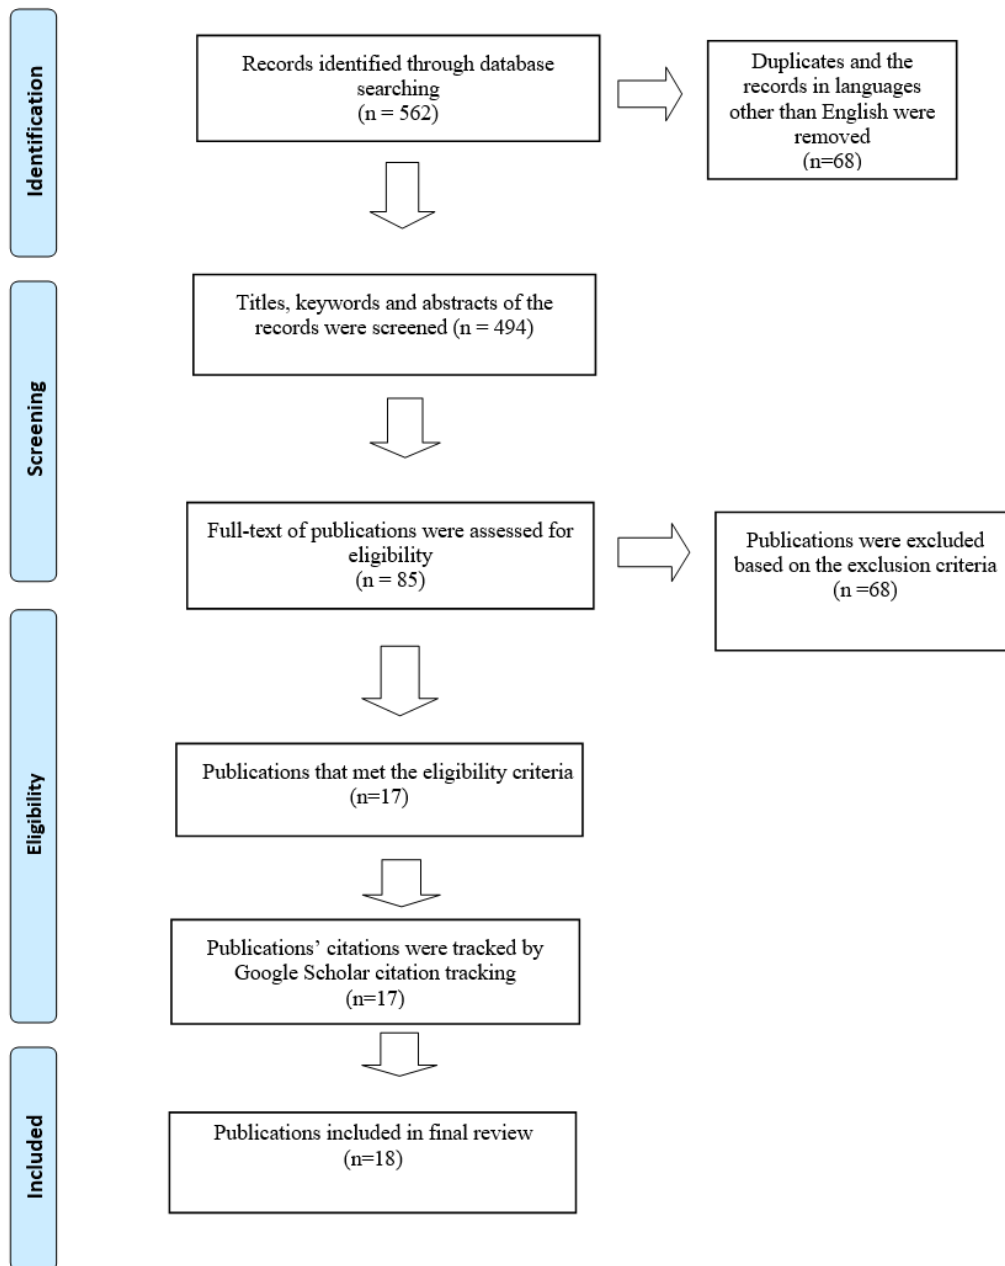 Identification
Records identified through database
searching
(n = 562)
Duplicates and the
records in languages
other than English were
removed
(n=68)
Screening
Titles, keywords and abstracts of the
records were screened (n = 494)
Full-text of publications were assessed for
eligibility
(n = 85)
Publications were excluded
based on the exclusion criteria
(n =68)
Eligibility
Publications that met the eligibility criteria
(n=17)
Publications’ citations were tracked by
Google Scholar citation tracking
(n=17)
Included
Publications included in final review
(n=18)